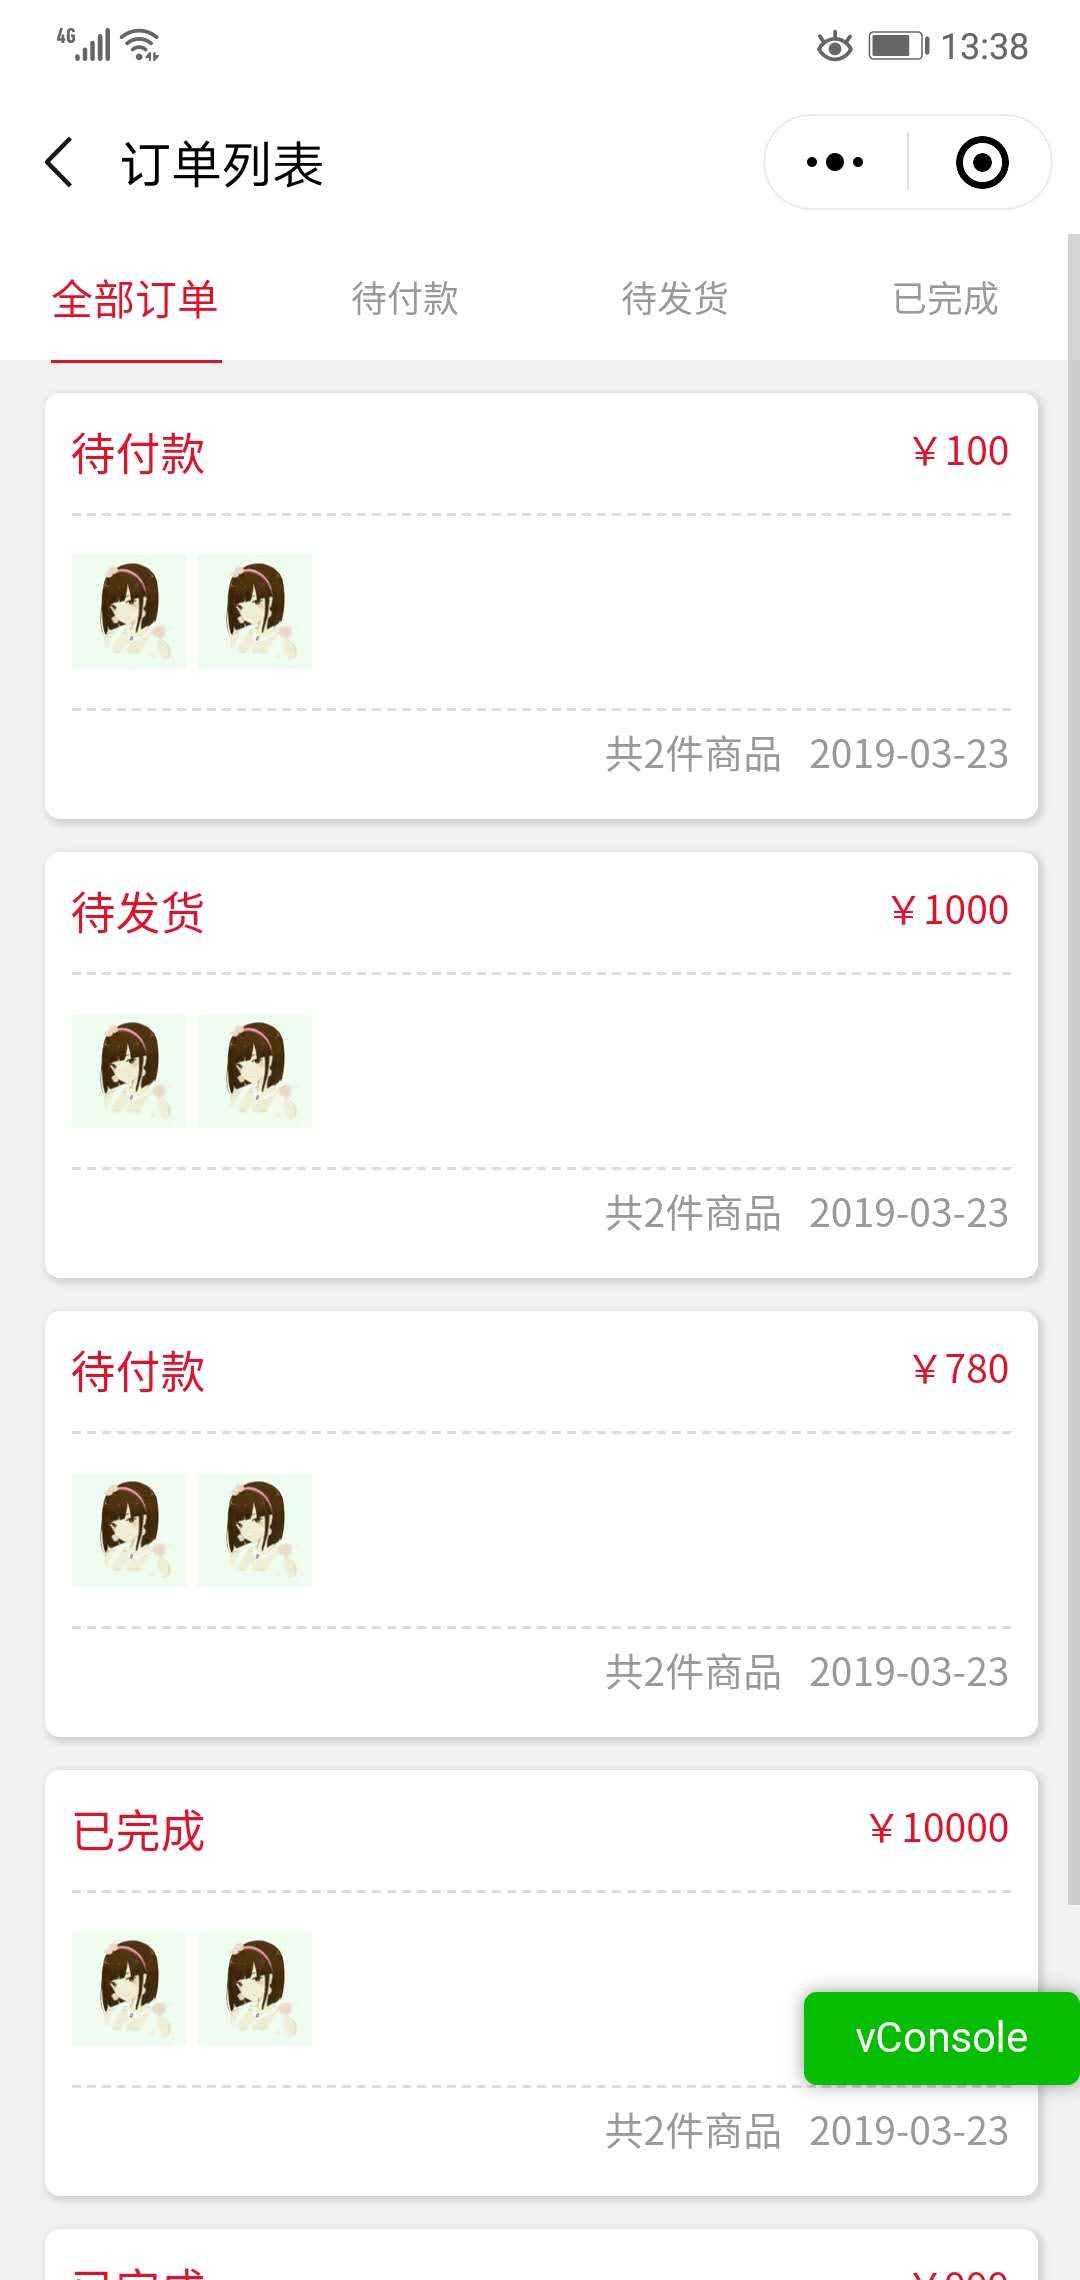 4G 13:38
订单列表
全部订单 待付款 待发货 已完成
待付款 ￥100
共2件商品 2019-03-23
待发货 ￥1000
共2件商品 2019-03-23
待付款 ￥780
共2件商品 2019-03-23
已完成 ￥10000
vConsole
共2件商品 2019-03-23
已完成